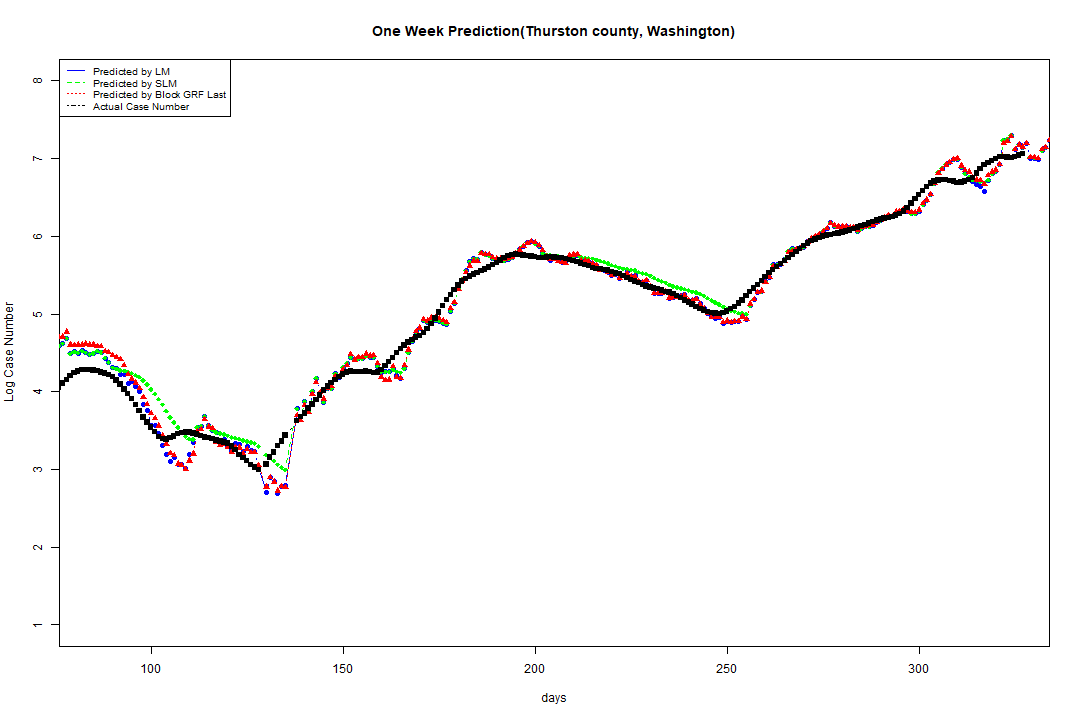 One Week Prediction(Thurston county, Washington)
Predicted by LM
Predicted by SLM
Predicted by Block GRF Last
Actual Case Number
8
7
6
5
4
3
2
1
Log Case Number
100 150 200 250 300
days